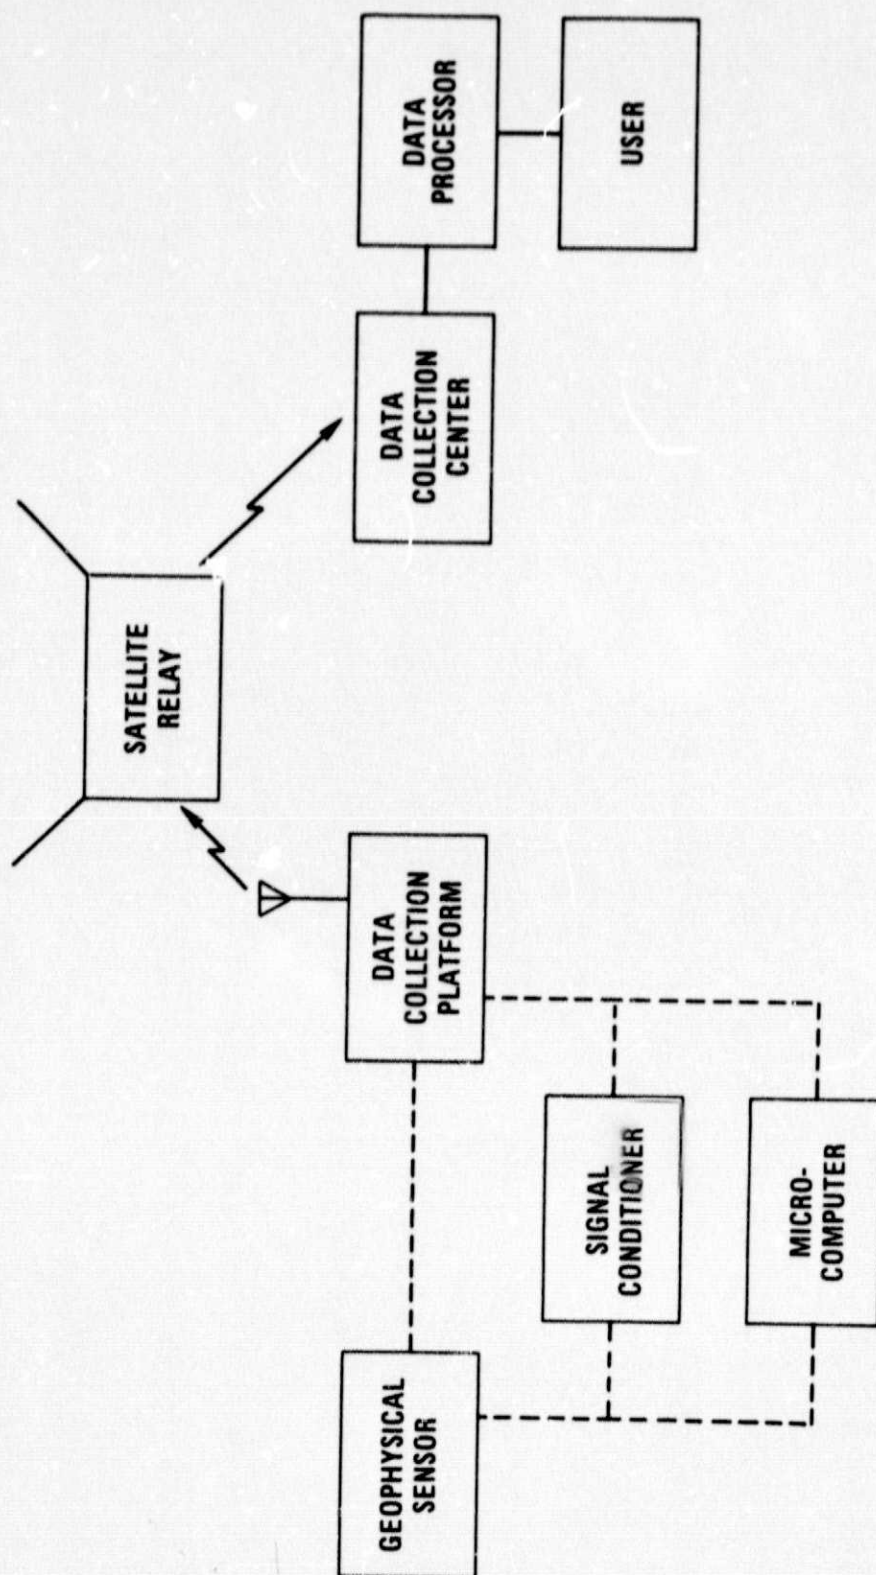 SATELLITE
RELAY
GEOPHYSICAL
SENSOR
DATA
COLLECTION
PLATFORM
DATA
COLLECTION
CENTER
DATA
PROCESSOR
SIGNAL
CONDITIONER
USER
MICRO-
COMPUTER